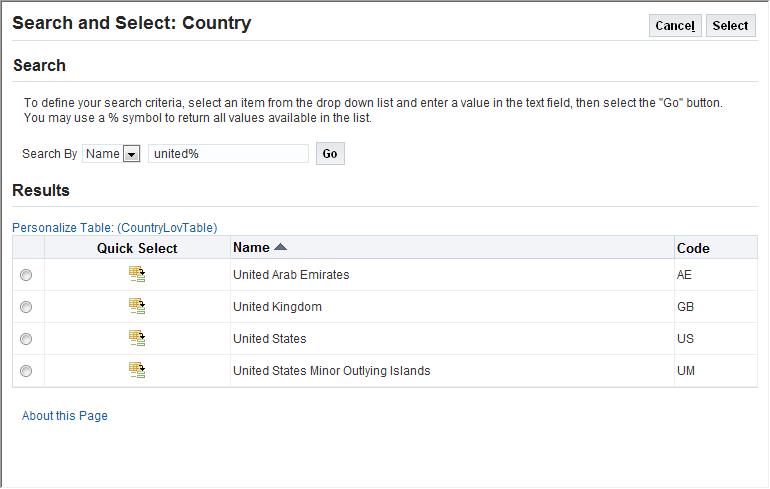 Search and Select: Country
Cancel Select
Search
To define your search criteria, select an item from the drop down list and enter a value in the text field, then select the "Go" button.
You may use a % symbol to return all values available in the list.
Search By Name united% Go
Results
Personalize Table: (CountryLovTable)
Quick Select Name Code
United Arab Emirates AE
United Kingdom GB
United States US
United States Minor Outlying Islands UM
About this Page